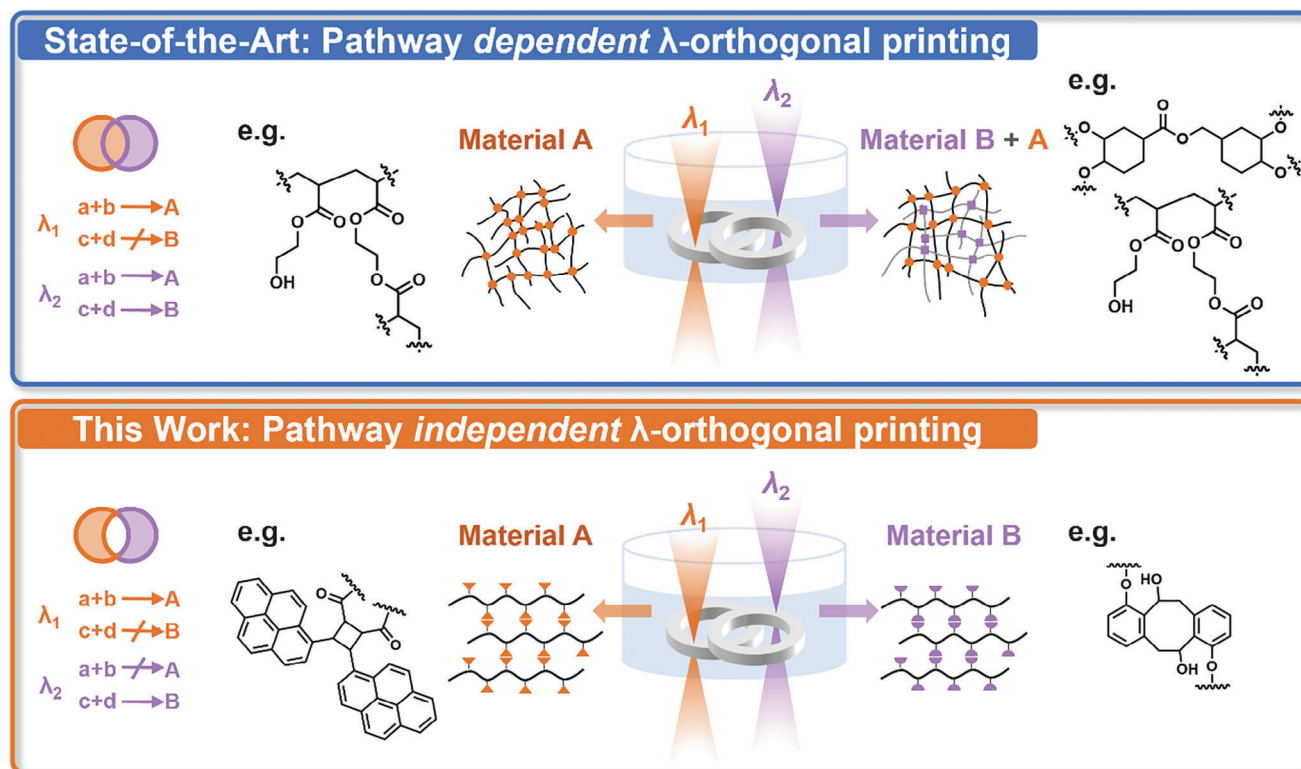 State-of-the-Art: Pathway dependent λ-orthogonal printing
e.g.
λ1
a+b → A
c+d ↛ B
λ2
a+b → A
c+d → B
O
O
O
O
OH
O
O
Material A
λ1
λ2
Material B + A
e.g.
O
O
O
O
O
O
O
O
O
O
OH
O
O
This Work: Pathway independent λ-orthogonal printing
e.g.
λ1
a+b → A
c+d ↛ B
λ2
a+b ↛ A
c+d → B
O
O
Material A
λ1
λ2
Material B
e.g.
HO
O
OH
O